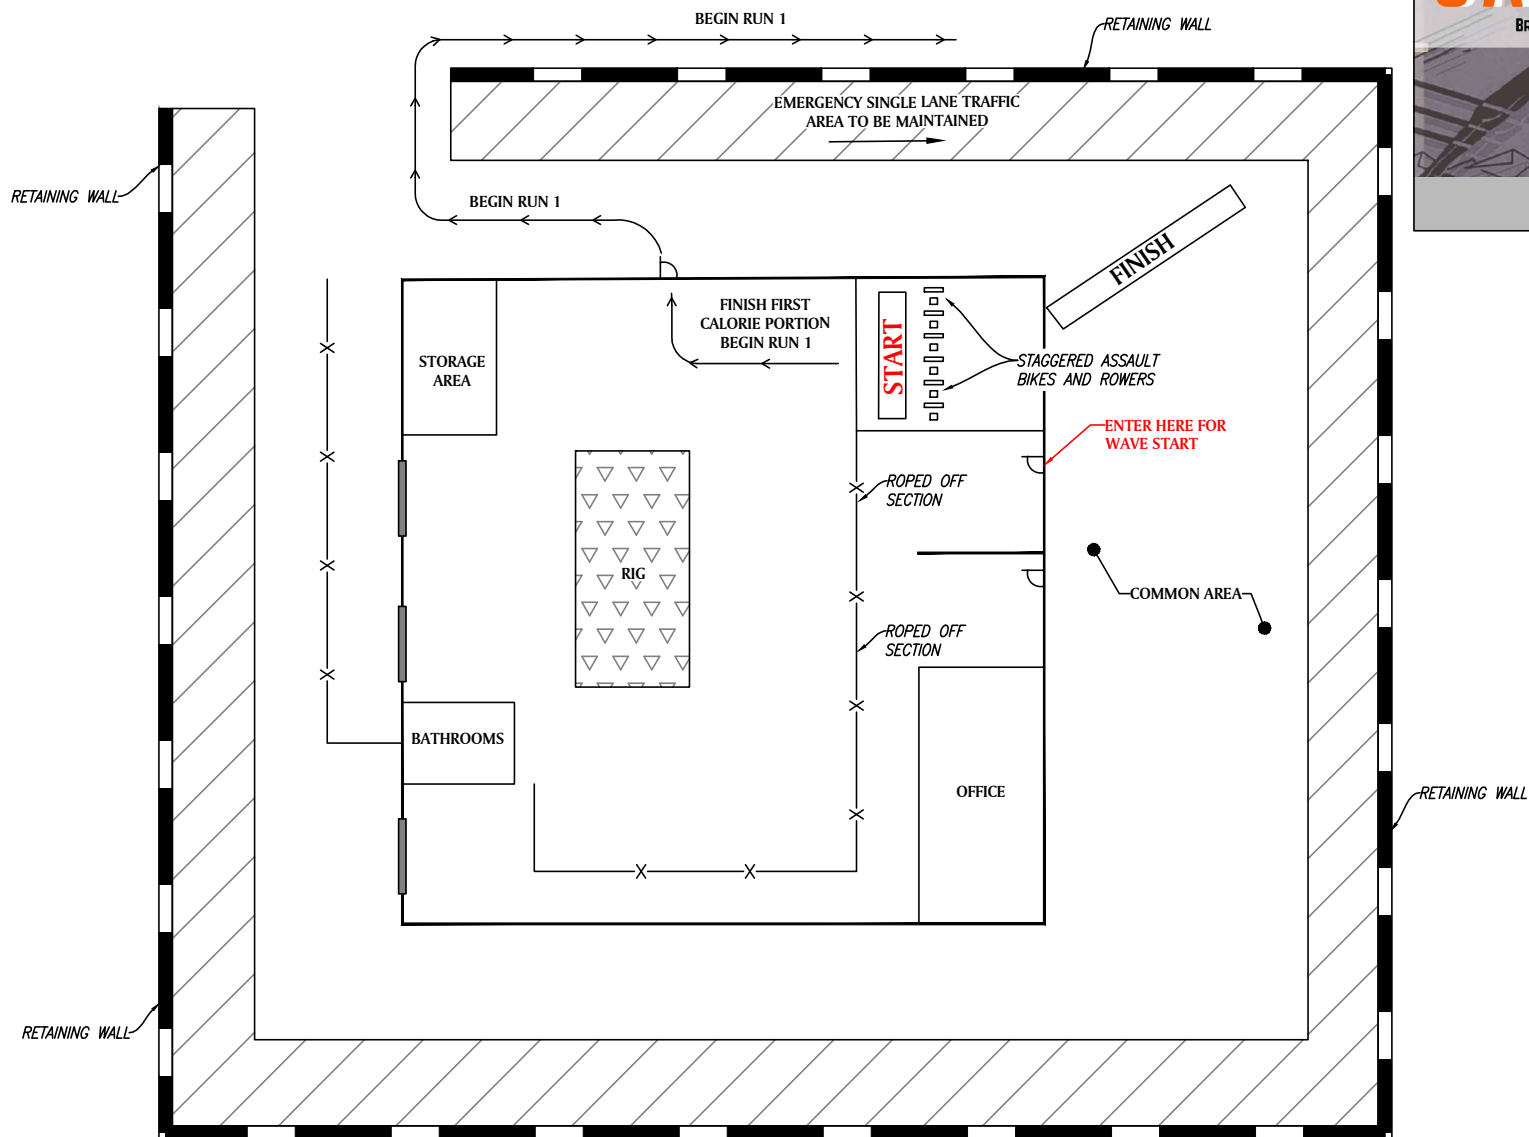 BEGIN RUN 1
RETAINING WALL
EMERGENCY SINGLE LANE TRAFFIC
AREA TO BE MAINTAINED
RETAINING WALL
BEGIN RUN 1
FINISH
FINISH FIRST
CALORIE PORTION
BEGIN RUN 1
START
STORAGE
AREA
STAGGERED ASSAULT
BIKES AND ROWERS
ENTER HERE FOR
WAVE START
ROPED OFF
SECTION
RIG
COMMON AREA
ROPED OFF
SECTION
BATHROOMS
OFFICE
RETAINING WALL
RETAINING WALL